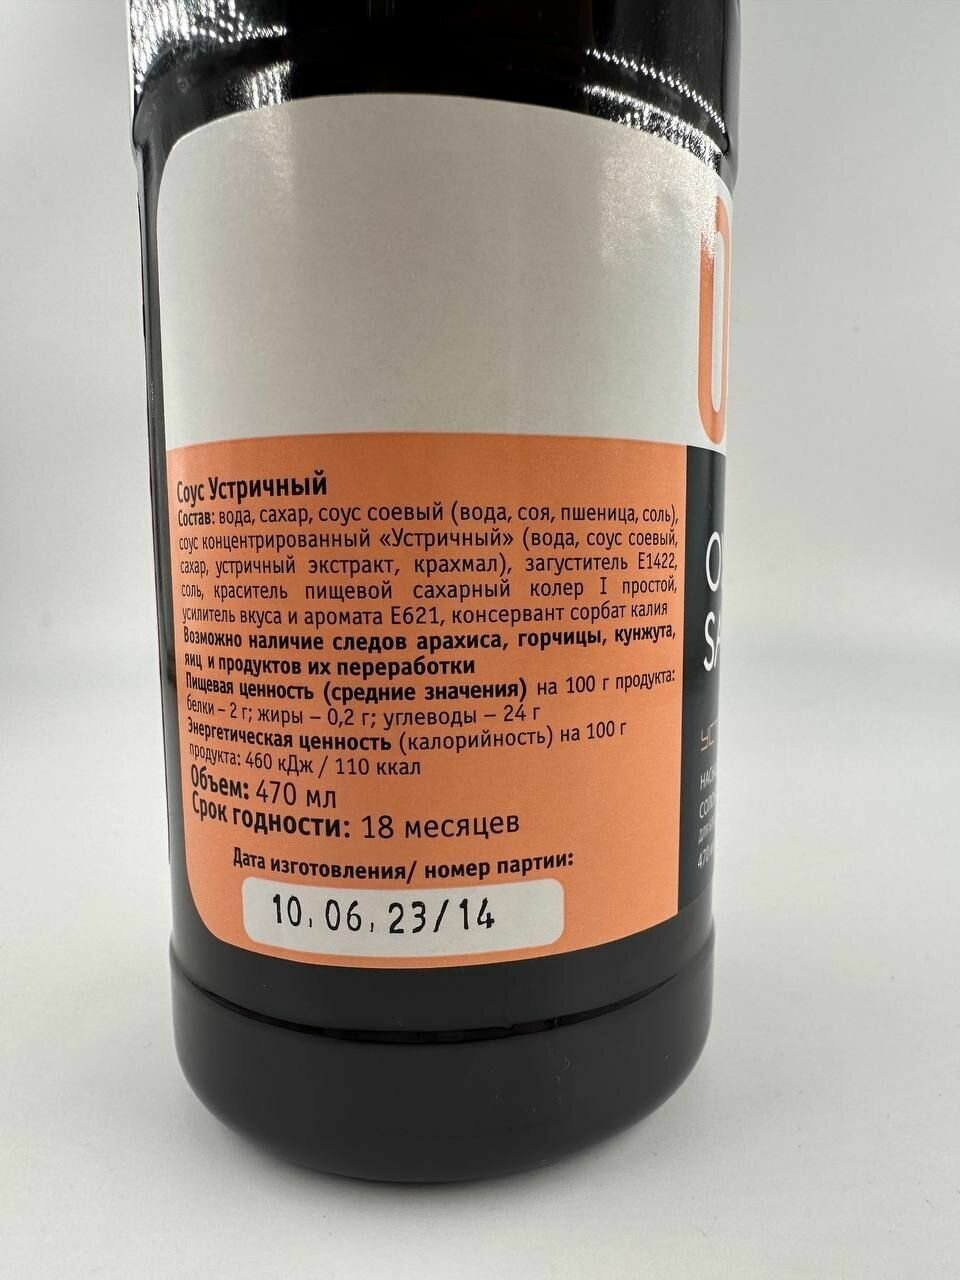 Соус Устричный
Состав: вода, сахар, соус соевый (вода, соя, пшеница, соль),
соус концентрированный «Устричный» (вода, соус соевый,
сахар, устричный экстракт, крахмал), загуститель Е1422,
соль, краситель пищевой сахарный колер I простой,
усилитель вкуса и аромата Е621, консервант сорбат калия
Возможно наличие следов арахиса, горчицы, кунжута,
яиц и продуктов их переработки
Пищевая ценность (средние значения) на 100 г продукта:
белки – 2 г; жиры – 0,2 г; углеводы – 24 г
Энергетическая ценность (калорийность) на 100 г
продукта: 460 кДж / 110 ккал
Объем: 470 мл
Срок годности: 18 месяцев
Дата изготовления/ номер партии:
10.06.23/14